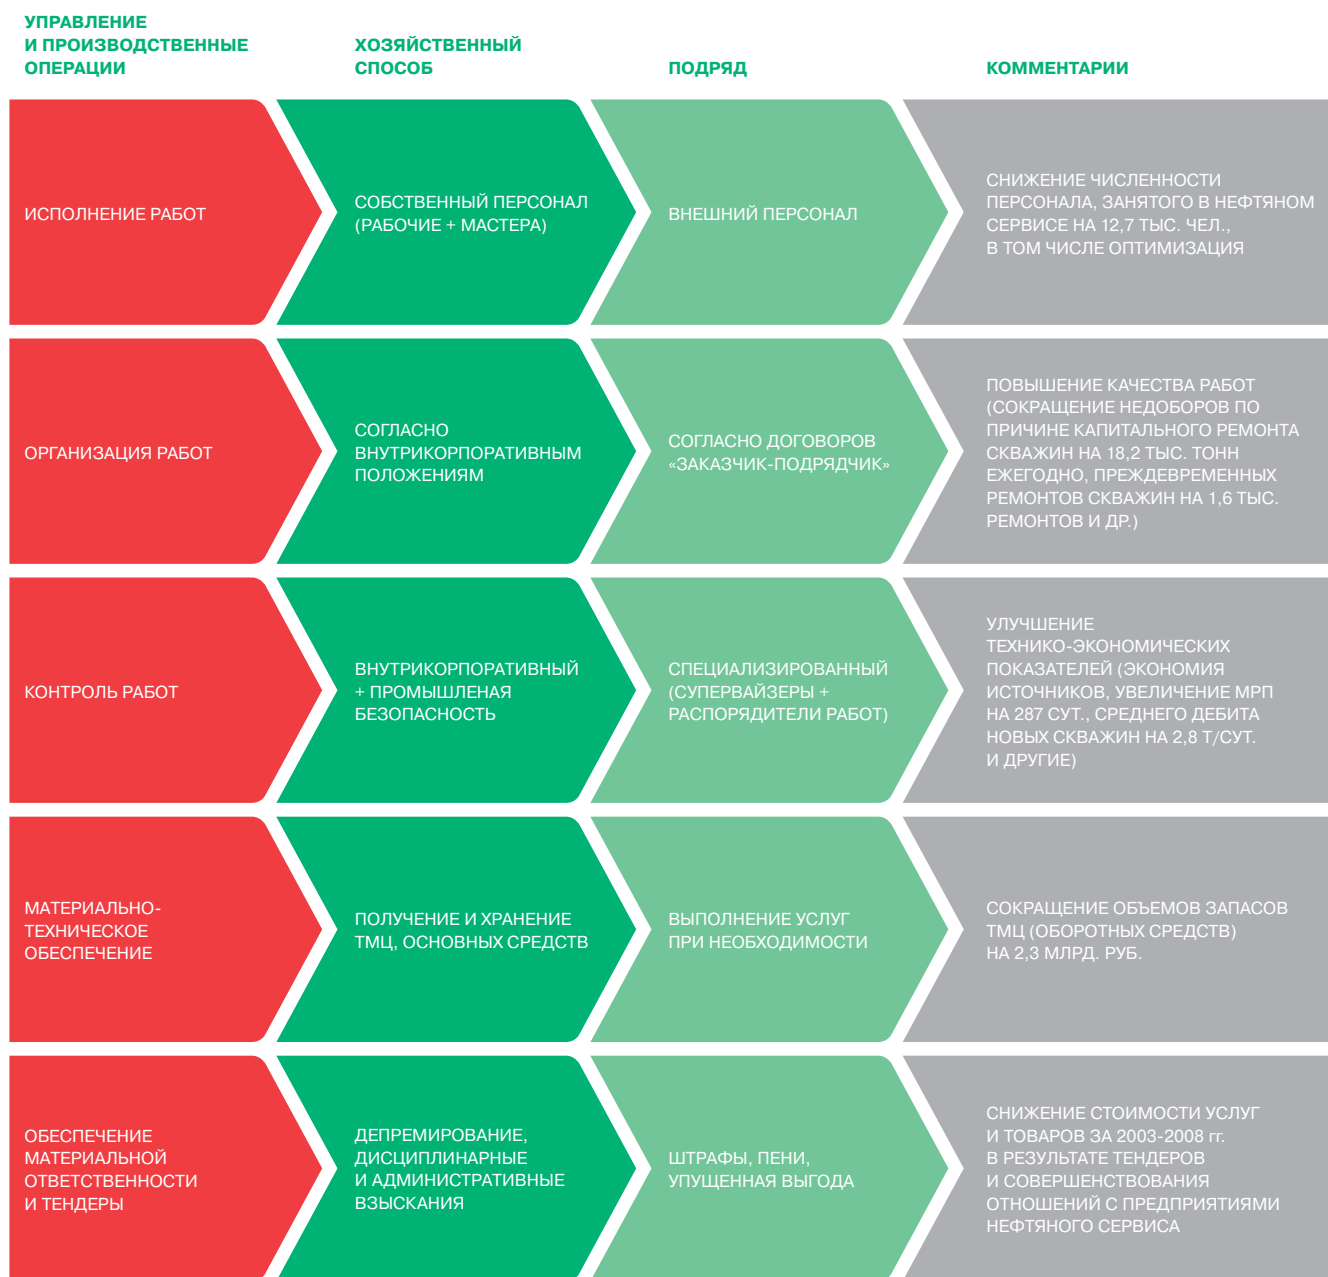 УПРАВЛЕНИЕ
И ПРОИЗВОДСТВЕННЫЕ
ОПЕРАЦИИ
ХОЗЯЙСТВЕННЫЙ
СПОСОБ
ПОДРЯД
КОММЕНТАРИИ
ИСПОЛНЕНИЕ РАБОТ
СОБСТВЕННЫЙ ПЕРСОНАЛ
(РАБОЧИЕ + МАСТЕРА)
ВНЕШНИЙ ПЕРСОНАЛ
СНИЖЕНИЕ ЧИСЛЕННОСТИ
ПЕРСОНАЛА, ЗАНЯТОГО В НЕФТЯНОМ
СЕРВИСЕ НА 12,7 ТЫС. ЧЕЛ.,
В ТОМ ЧИСЛЕ ОПТИМИЗАЦИЯ
ОРГАНИЗАЦИЯ РАБОТ
СОГЛАСНО
ВНУТРИКОРПОРАТИВНЫМ
ПОЛОЖЕНИЯМ
СОГЛАСНО ДОГОВОРОВ
«ЗАКАЗЧИК-ПОДРЯДЧИК»
ПОВЫШЕНИЕ КАЧЕСТВА РАБОТ
(СОКРАЩЕНИЕ НЕДОБОРОВ ПО
ПРИЧИНЕ КАПИТАЛЬНОГО РЕМОНТА
СКВАЖИН НА 18,2 ТЫС. ТОНН
ЕЖЕГОДНО, ПРЕЖДЕВРЕМЕННЫХ
РЕМОНТОВ СКВАЖИН НА 1,6 ТЫС.
РЕМОНТОВ И ДР.)
КОНТРОЛЬ РАБОТ
ВНУТРИКОРПОРАТИВНЫЙ
+ ПРОМЫШЛЕНАЯ
БЕЗОПАСНОСТЬ
СПЕЦИАЛИЗИРОВАННЫЙ
(СУПЕРВАЙЗЕРЫ +
РАСПОРЯДИТЕЛИ РАБОТ)
УЛУЧШЕНИЕ
ТЕХНИКО-ЭКОНОМИЧЕСКИХ
ПОКАЗАТЕЛЕЙ (ЭКОНОМИЯ
ИСТОЧНИКОВ, УВЕЛИЧЕНИЕ МРП
НА 287 СУТ., СРЕДНЕГО ДЕБИТА
НОВЫХ СКВАЖИН НА 2,8 Т/СУТ.
И ДРУГИЕ)
МАТЕРИАЛЬНО-
ТЕХНИЧЕСКОЕ
ОБЕСПЕЧЕНИЕ
ПОЛУЧЕНИЕ И ХРАНЕНИЕ
ТМЦ, ОСНОВНЫХ СРЕДСТВ
ВЫПОЛНЕНИЕ УСЛУГ
ПРИ НЕОБХОДИМОСТИ
СОКРАЩЕНИЕ ОБЪЕМОВ ЗАПАСОВ
ТМЦ (ОБОРОТНЫХ СРЕДСТВ)
НА 2,3 МЛРД. РУБ.
ОБЕСПЕЧЕНИЕ
МАТЕРИАЛЬНОЙ
ОТВЕТСТВЕННОСТИ
И ТЕНДЕРЫ
ДЕПРЕМИРОВАНИЕ,
ДИСЦИПЛИНАРНЫЕ
И АДМИНИСТРАТИВНЫЕ
ВЗЫСКАНИЯ
ШТРАФЫ, ПЕНИ,
УПУЩЕННАЯ ВЫГОДА
СНИЖЕНИЕ СТОИМОСТИ УСЛУГ
И ТОВАРОВ ЗА 2003-2008 гг.
В РЕЗУЛЬТАТЕ ТЕНДЕРОВ
И СОВЕРШЕНСТВОВАНИЯ
ОТНОШЕНИЙ С ПРЕДПРИЯТИЯМИ
НЕФТЯНОГО СЕРВИСА